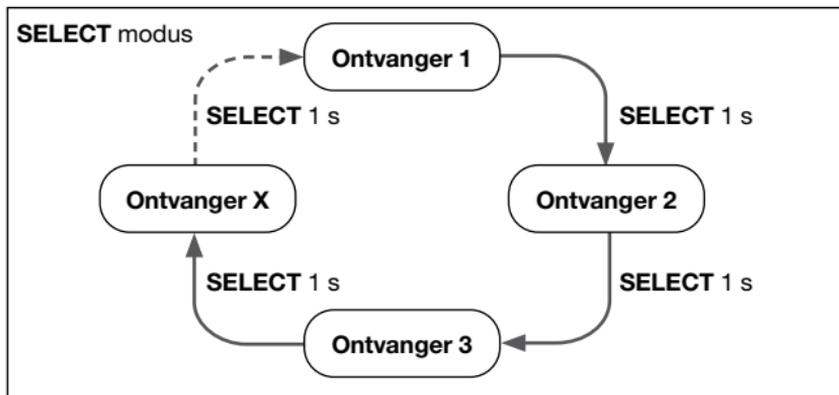 SELECT modus
Ontvanger 1
SELECT 1 s
SELECT 1 s
Ontvanger X
Ontvanger 2
SELECT 1 s
SELECT 1 s
Ontvanger 3